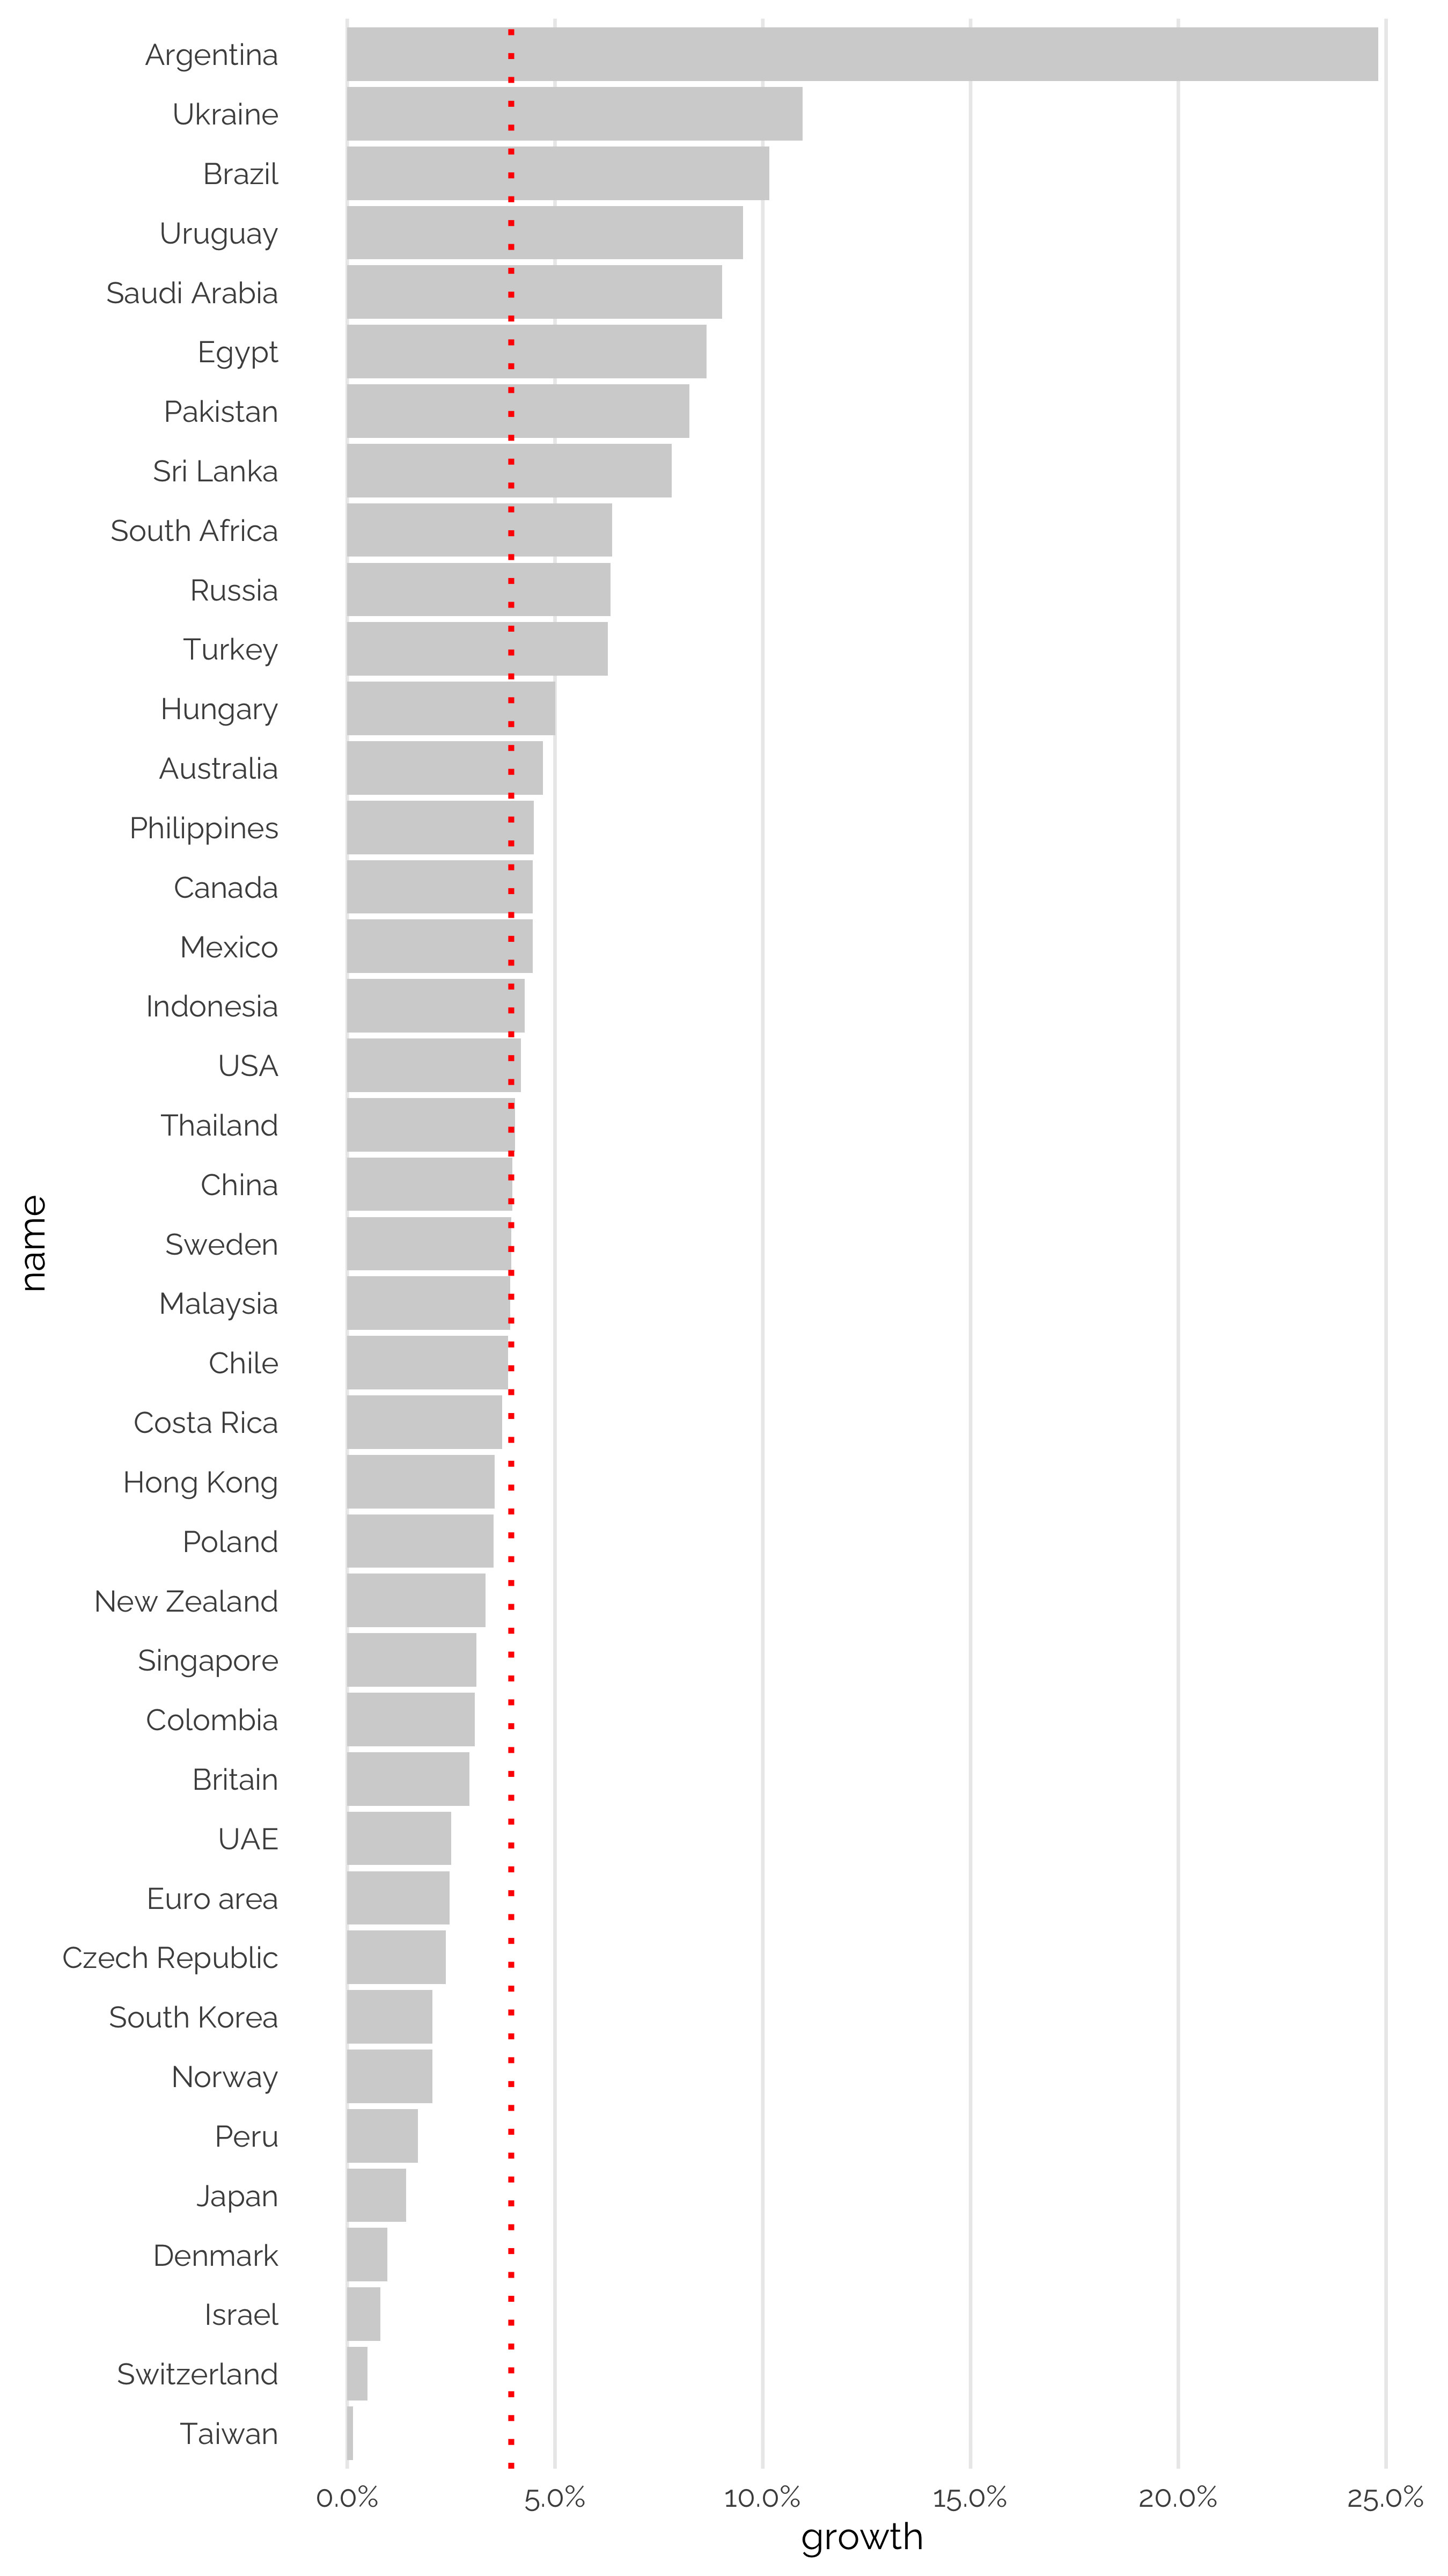 Argentina
Ukraine
Brazil
Uruguay
Saudi Arabia
Egypt
Pakistan
Sri Lanka
South Africa
Russia
Turkey
Hungary
Australia
Philippines
Canada
Mexico
Indonesia
USA
Thailand
China
Sweden
Malaysia
Chile
Costa Rica
Hong Kong
Poland
New Zealand
Singapore
Colombia
Britain
UAE
Euro area
Czech Republic
South Korea
Norway
Peru
Japan
Denmark
Israel
Switzerland
Taiwan
name
0.0% 5.0% 10.0% 15.0% 20.0% 25.0%
growth